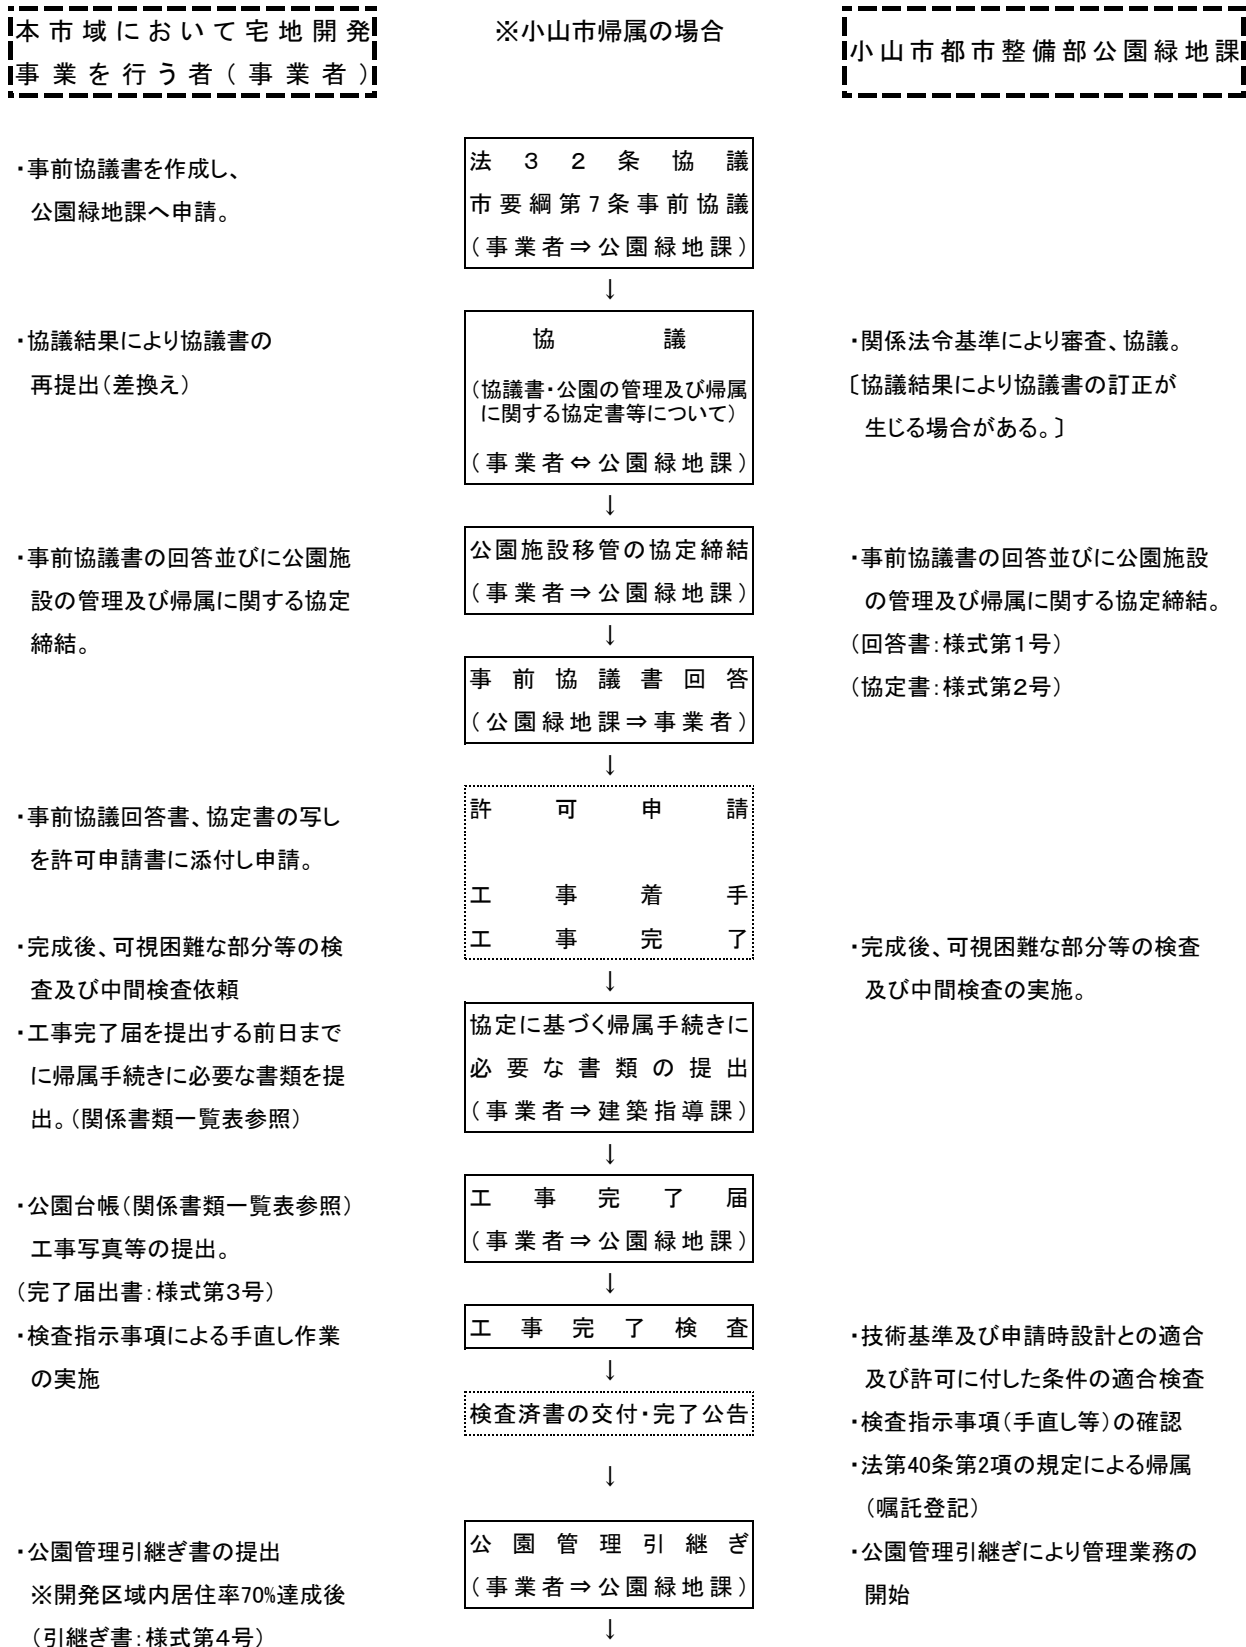 本市域において宅地開発
事業を行う者(事業者)
※小山市帰属の場合
小山市都市整備部公園緑地課
・事前協議書を作成し、
公園緑地課へ申請。
法32条協議
市要綱第7条事前協議
(事業者⇒公園緑地課)
↓
・協議結果により協議書の
再提出(差換え)
協議
(協議書・公園の管理及び帰属
に関する協定書等について)
(事業者⇔公園緑地課)
・関係法令基準により審査、協議。
〔協議結果により協議書の訂正が
生じる場合がある。〕
↓
・事前協議書の回答並びに公園施
設の管理及び帰属に関する協定
締結。
公園施設移管の協定締結
(事業者⇒公園緑地課)
↓
事前協議書回答
(公園緑地課⇒事業者)
・事前協議書の回答並びに公園施設
の管理及び帰属に関する協定締結。
(回答書:様式第1号)
(協定書:様式第2号)
↓
・事前協議回答書、協定書の写し
を許可申請書に添付し申請。
許可申請
工事着手
工事完了
・完成後、可視困難な部分等の検
査及び中間検査依頼
・完成後、可視困難な部分等の検査
及び中間検査の実施。
↓
・工事完了届を提出する前日まで
に帰属手続きに必要な書類を提
出。(関係書類一覧表参照)
協定に基づく帰属手続きに
必要な書類の提出
(事業者⇒建築指導課)
↓
・公園台帳(関係書類一覧表参照)
工事写真等の提出。
(完了届出書:様式第3号)
工事完了届
(事業者⇒公園緑地課)
↓
・検査指示事項による手直し作業
の実施
工事完了検査
↓
検査済書の交付・完了公告
・技術基準及び申請時設計との適合
及び許可に付した条件の適合検査
・検査指示事項(手直し等)の確認
・法第40条第2項の規定による帰属
(嘱託登記)
↓
・公園管理引継ぎ書の提出
※開発区域内居住率70%達成後
(引継ぎ書:様式第4号)
公園管理引継ぎ
(事業者⇒公園緑地課)
・公園管理引継ぎにより管理業務の
開始
↓